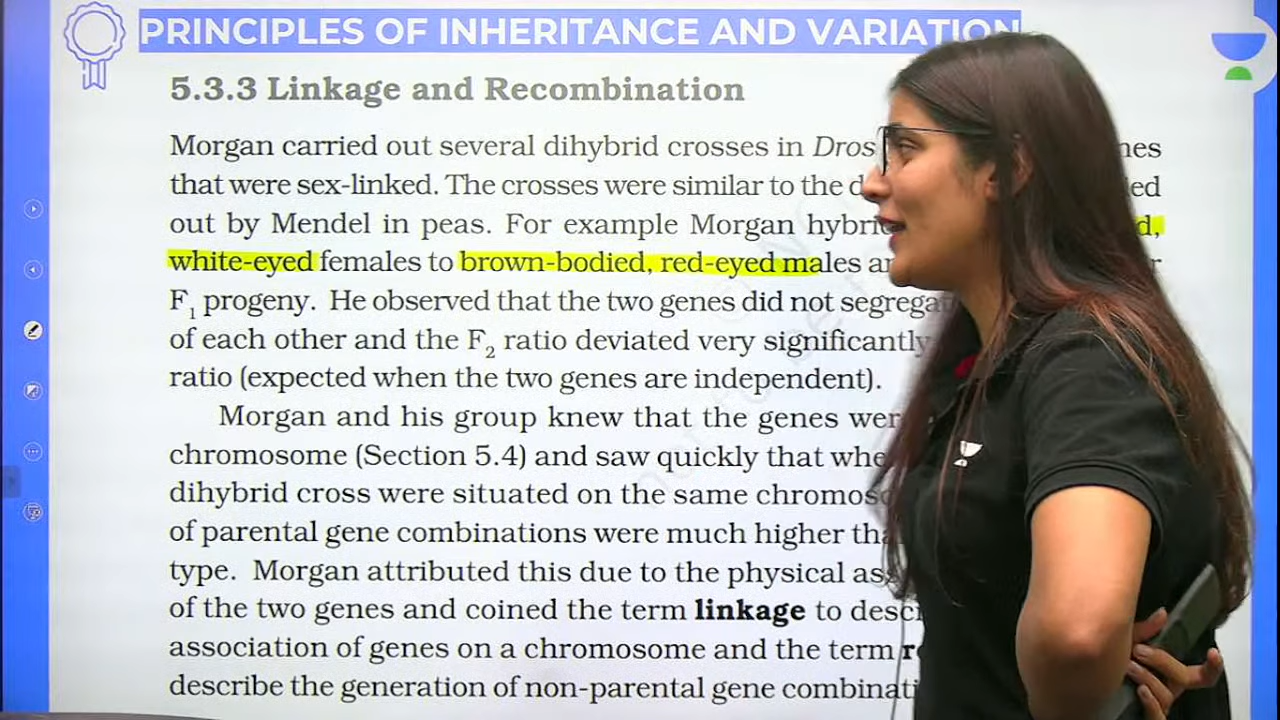 PRINCIPLES OF INHERITANCE AND VARIATION
5.3.3 Linkage and Recombination
Morgan carried out several dihybrid crosses in
that were sex-linked. The crosses were similar to the
out by Mendel in peas. For example Morgan
white-eyed females to brown-bodied, red-eyed males
F₁ progeny. He observed that the two genes did not
of each other and the F₂ ratio deviated very significantly
ratio (expected when the two genes are independent).
Morgan and his group knew that the genes
chromosome (Section 5.4) and saw quickly that
dihybrid cross were situated on the same
of parental gene combinations were much higher
type. Morgan attributed this due to the physical
of the two genes and coined the term linkage to
association of genes on a chromosome and the term
describe the generation of non-parental gene